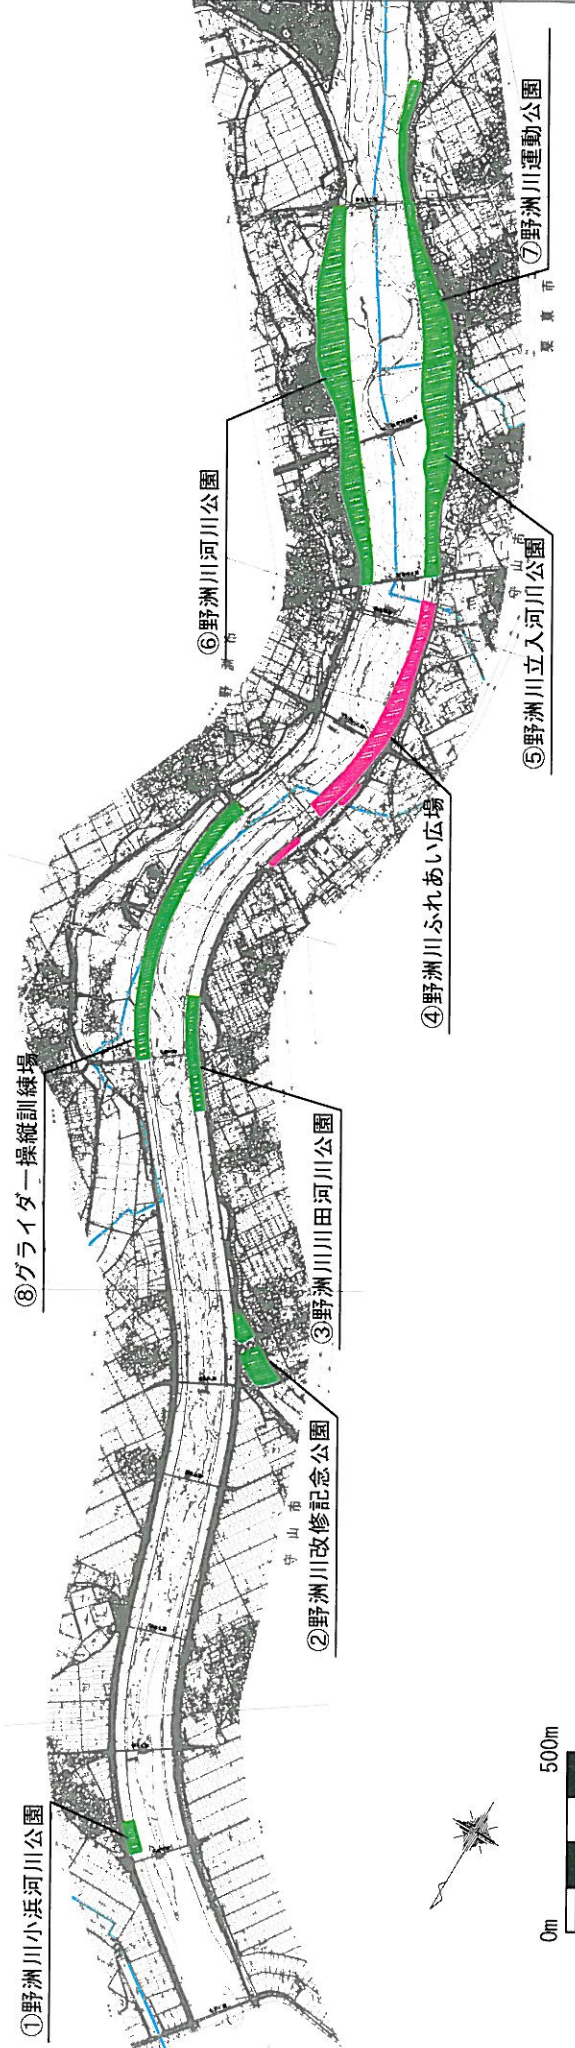 ①野洲川小浜河川公園
②野洲川改修記念公園
③野洲川川田河川公園
④野洲川ふれあい広場
⑤野洲川立入河川公園
⑥野洲川河川公園
⑦野洲川運動公園
⑧グライダー操縦訓練場
野洲市
守山市
守山市
栗東市
0m
500m